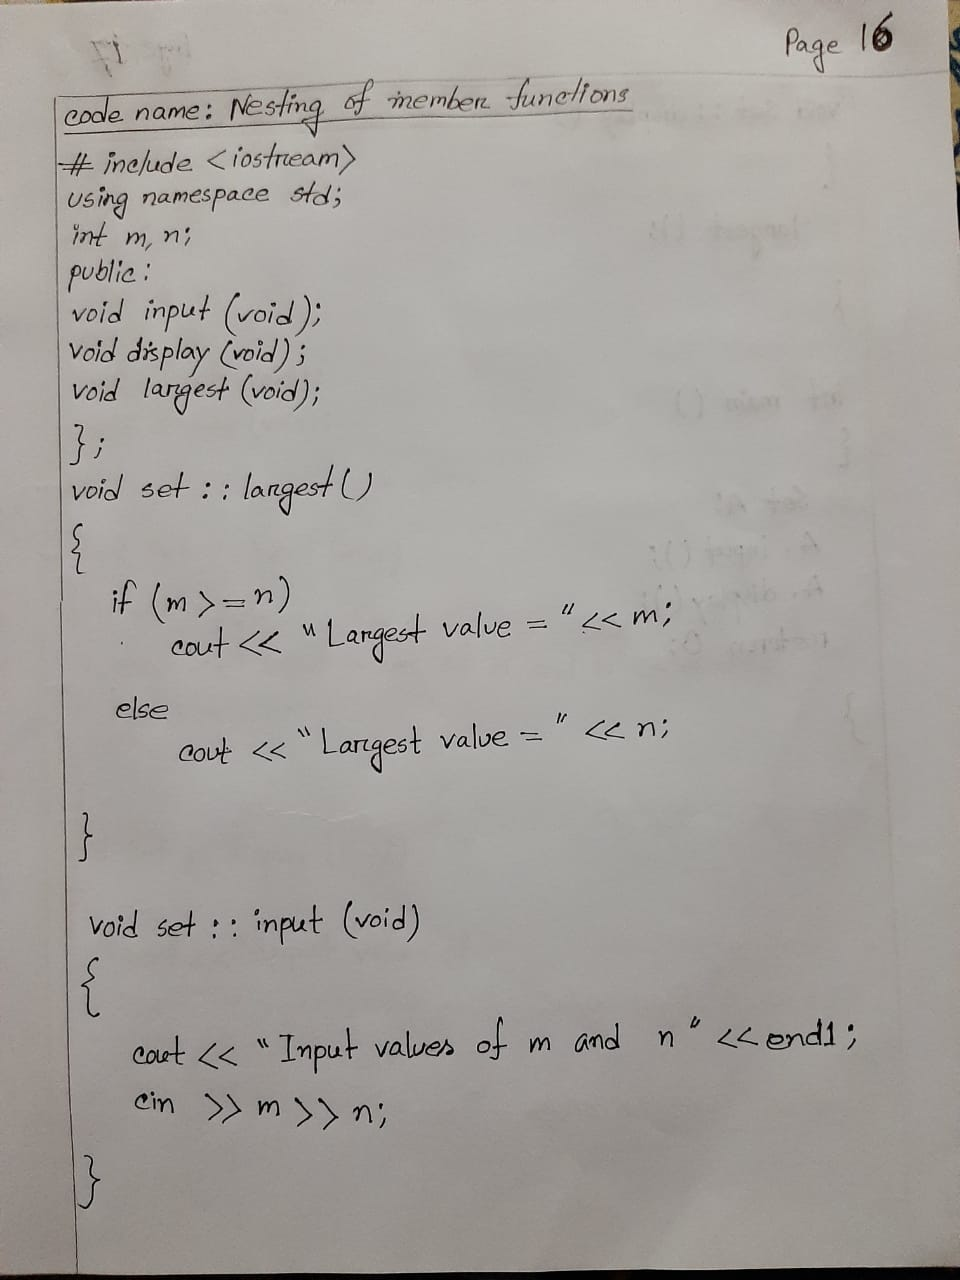 Page 16
code name: Nesting of member functions
# include <iostream>
using namespace std;
int m, n;
public:
void input (void);
void display (void);
void largest (void);
};
void set :: largest ()
{
if (m >= n)
cout << "Largest value = " << m;
else
cout << "Largest value = " << n;
}
void set :: input (void)
{
cout << "Input values of m and n" << end1;
cin >> m >> n;
}